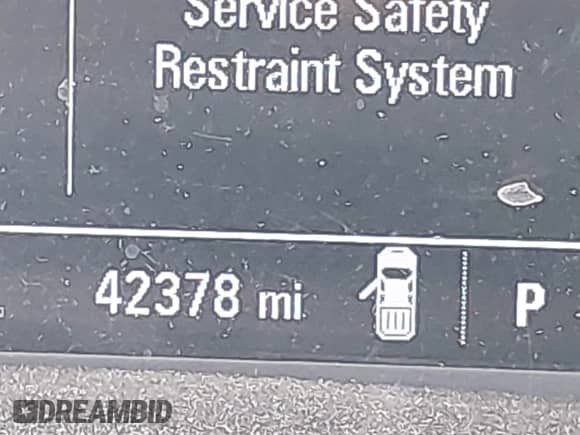 Service Safety
Restraint System
42378 mi
P
DREAMBID